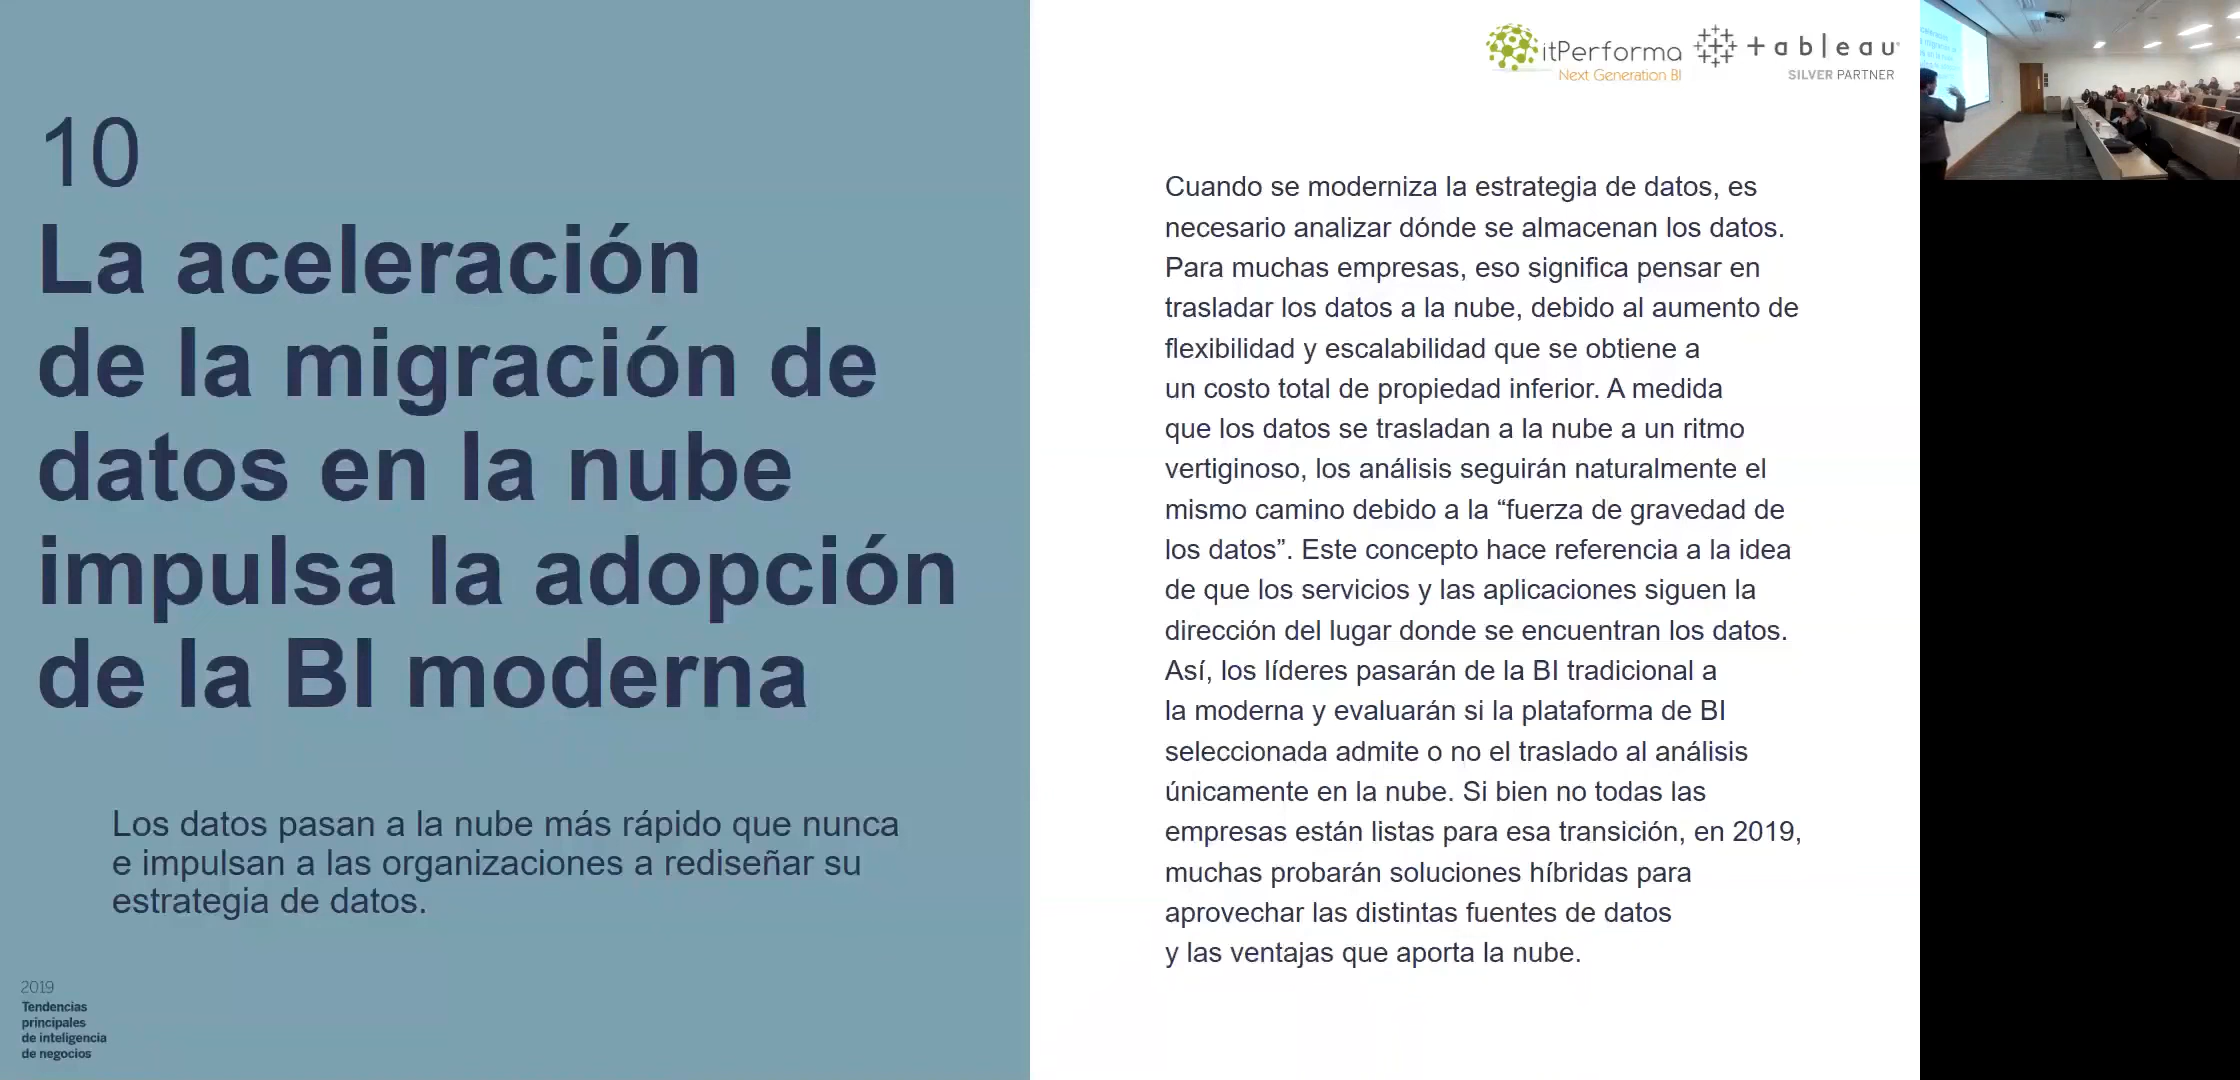 10
La aceleración
de la migración de
datos en la nube
impulsa la adopción
de la BI moderna
Los datos pasan a la nube más rápido que nunca
e impulsan a las organizaciones a rediseñar su
estrategia de datos.
2019
Tendencias
principales
de inteligencia
de negocios
itPerforma
Next Generation BI
+ableau
SILVER PARTNER
Cuando se moderniza la estrategia de datos, es
necesario analizar dónde se almacenan los datos.
Para muchas empresas, eso significa pensar en
trasladar los datos a la nube, debido al aumento de
flexibilidad y escalabilidad que se obtiene a
un costo total de propiedad inferior. A medida
que los datos se trasladan a la nube a un ritmo
vertiginoso, los análisis seguirán naturalmente el
mismo camino debido a la “fuerza de gravedad de
los datos”. Este concepto hace referencia a la idea
de que los servicios y las aplicaciones siguen la
dirección del lugar donde se encuentran los datos.
Así, los líderes pasarán de la BI tradicional a
la moderna y evaluarán si la plataforma de BI
seleccionada admite o no el traslado al análisis
únicamente en la nube. Si bien no todas las
empresas están listas para esa transición, en 2019,
muchas probarán soluciones híbridas para
aprovechar las distintas fuentes de datos
y las ventajas que aporta la nube.